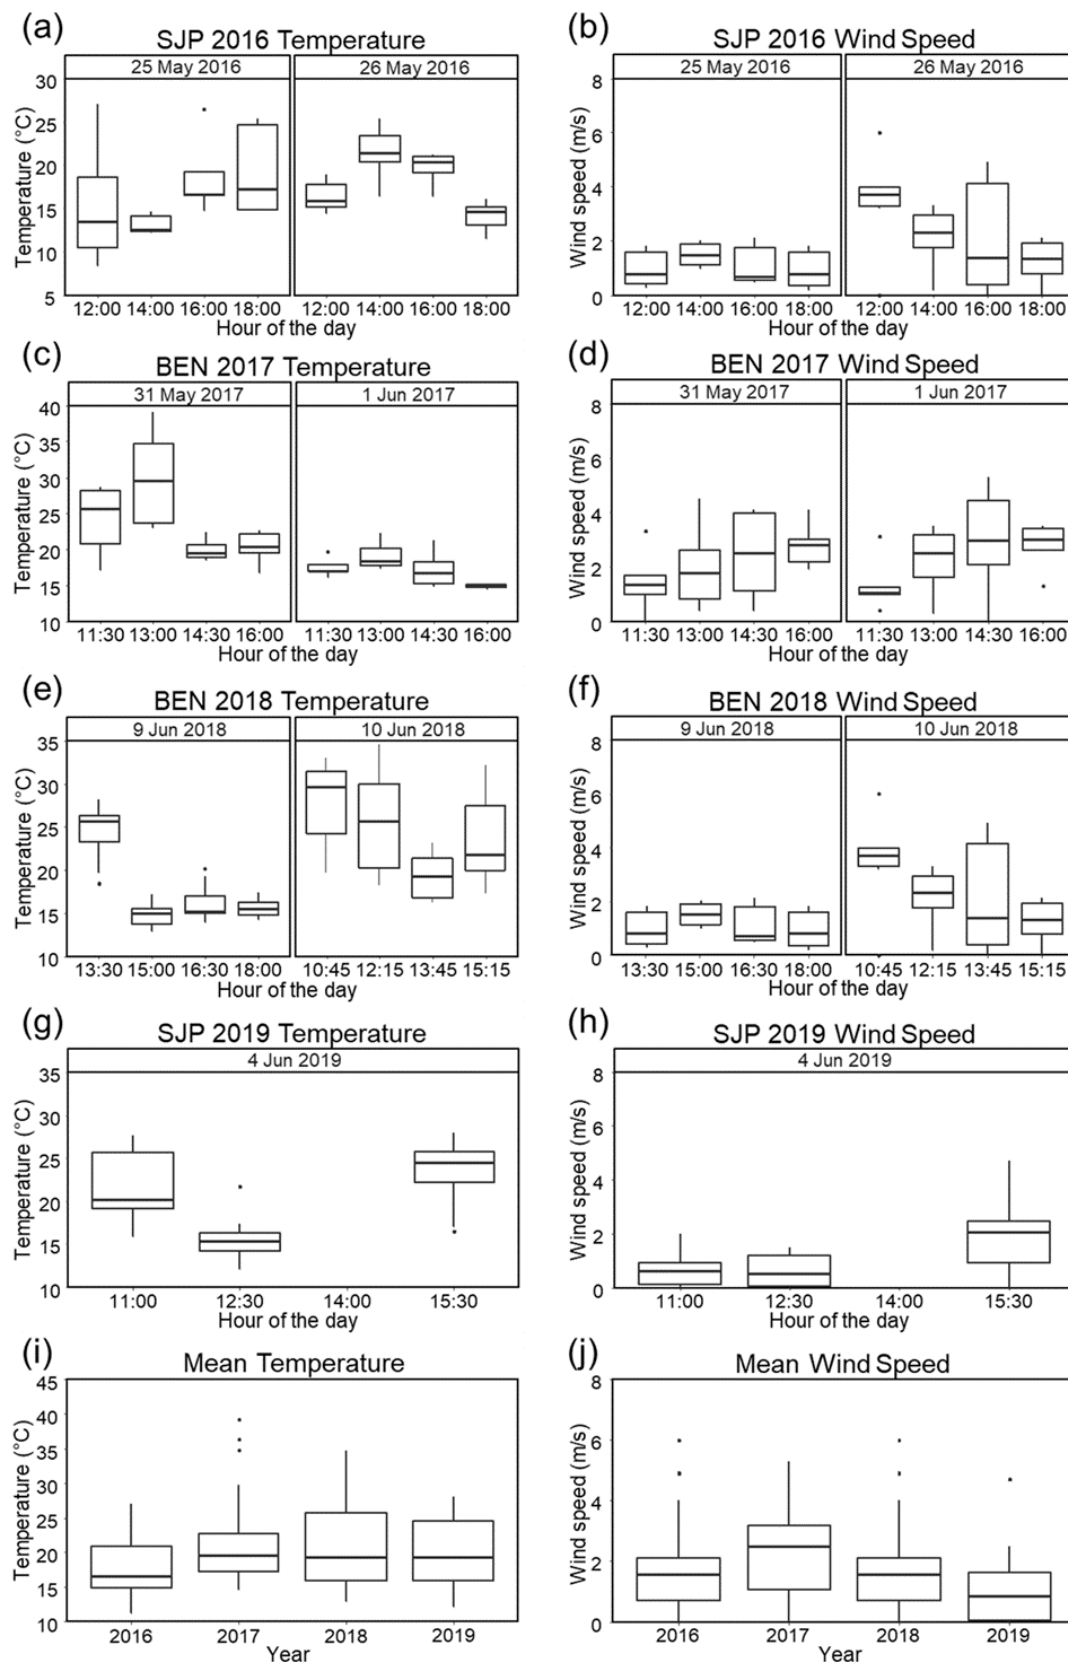 (a) SJP 2016 Temperature
25 May 2016 26 May 2016
Temperature (°C)
30
25
20
15
10
5
12:00 14:00 16:00 18:00 12:00 14:00 16:00 18:00
Hour of the day
(b) SJP 2016 Wind Speed
25 May 2016 26 May 2016
Wind speed (m/s)
8
6
4
2
0
12:00 14:00 16:00 18:00 12:00 14:00 16:00 18:00
Hour of the day
(c) BEN 2017 Temperature
31 May 2017 1 Jun 2017
Temperature (°C)
40
35
30
25
20
15
10
11:30 13:00 14:30 16:00 11:30 13:00 14:30 16:00
Hour of the day
(d) BEN 2017 Wind Speed
31 May 2017 1 Jun 2017
Wind speed (m/s)
8
6
4
2
0
11:30 13:00 14:30 16:00 11:30 13:00 14:30 16:00
Hour of the day
(e) BEN 2018 Temperature
9 Jun 2018 10 Jun 2018
Temperature (°C)
35
30
25
20
15
10
13:30 15:00 16:30 18:00 10:45 12:15 13:45 15:15
Hour of the day
(f) BEN 2018 Wind Speed
9 Jun 2018 10 Jun 2018
Wind speed (m/s)
8
6
4
2
0
13:30 15:00 16:30 18:00 10:45 12:15 13:45 15:15
Hour of the day
(g) SJP 2019 Temperature
4 Jun 2019
Temperature (°C)
35
30
25
20
15
10
11:00 12:30 14:00 15:30
Hour of the day
(h) SJP 2019 Wind Speed
4 Jun 2019
Wind speed (m/s)
8
6
4
2
0
11:00 12:30 14:00 15:30
Hour of the day
(i) Mean Temperature
Temperature (°C)
45
40
35
30
25
20
15
10
2016 2017 2018 2019
Year
(j) Mean Wind Speed
Wind speed (m/s)
8
6
4
2
0
2016 2017 2018 2019
Year